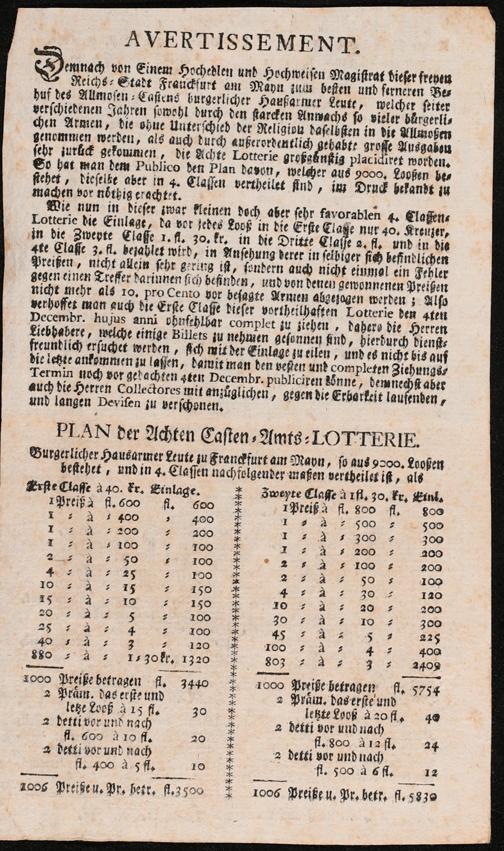 AVERTISSEMENT.
Demnach von Einem Hochedlen und Hochweisen Magistrat dieser freyen
Reichs-Stadt Franckfurt am Mayn zum besten und ferneren Be-
huf des Allmosen-Castens burgerlicher Haußarmer Leute, welcher seiter
verschiedenen Jahren sowohl durch den starcken Anwachs so vieler bürgerli-
chen Armen, die ohne Unterschied der Religion daselbsten in die Allmoßen
genommen werden, als auch durch außerordentlich gehabte grosse Ausgaben
sehr zurück gekommen, die Achte Lotterie großgünstig placidiret worden.
So hat man dem Publico den Plan davon, welcher aus 9000. Looßen be-
stehet, dieselbe aber in 4. Classen vertheilet sind, im Druck bekandt zu
machen vor nöthig erachtet.
Wie nun in dieser zwar kleinen doch aber sehr favorablen 4. Classen-
Lotterie die Einlage, da vor jedes Looß in die Erste Classe nur 40. Kreuzer,
in die Zweyte Classe 1. fl. 30. kr. in die Dritte Classe 2. fl. und in die
4te Classe 3. fl. bezahlet wird, in Ansehung derer in selbiger sich befindlichen
Preißen, nicht allein sehr gering ist, sondern auch nicht einmal ein Fehler
gegen einen Treffer darinnen sich befinden, und von denen gewonnenen Preißen
nicht mehr als 10. pro Cento vor besagte Armen abgezogen werden; Also
verhoffet man auch die Erste Classe dieser vortheilhaften Lotterie den 4ten
Decembr. hujus anni ohnfehlbar complet zu ziehen, dahero die Herren
Liebhabere, welche einige Billets zu nehmen gesonnen sind, hierdurch dienst-
freundlich ersuchet werden, sich mit der Einlage zu eilen, und es nicht bis auf
die letzte ankommen zu lassen, damit man den vesten und completen Ziehungs-
Termin noch vor gedachten 4ten Decembr. publiciren könne, demnechst aber
auch die Herren Collectores mit anzüglichen, gegen die Erbarkeit laufenden,
und langen Devisen zu verschonen.
PLAN der Achten Casten-Amts-LOTTERIE.
Burgerlicher Hausarmer Leute zu Franckfurt am Mayn, so aus 9000. Looßen
bestehet, und in 4. Classen nachfolgender maßen vertheilet ist, als
Erste Classe à 40. kr. Einlage.
1 Preiß à fl. 600 fl. 600
1 - à - 400 - 400
1 - à - 200 - 200
1 - à - 100 - 100
2 - à - 50 - 100
4 - à - 25 - 100
10 - à - 15 - 150
15 - à - 10 - 150
20 - à - 5 - 100
25 - à - 4 - 100
40 - à - 3 - 120
880 - à - 1-30 kr. 1320
1000 Preiße betragen fl. 3440
2 Präm. das erste und
letze Looß à 15 fl. 30
2 detti vor und nach
fl. 600 à 10 fl. 20
2 detti vor und nach
fl. 400 à 5 fl. 10
1006 Preiße u. Pr. betr. fl. 3500
Zweyte Classe à 1 fl. 30. kr. Einl.
1 Preiß à fl. 800 fl. 800
1 - à - 500 - 500
1 - à - 300 - 300
1 - à - 200 - 200
2 - à - 100 - 200
2 - à - 50 - 100
4 - à - 30 - 120
10 - à - 20 - 200
30 - à - 10 - 300
45 - à - 5 - 225
100 - à - 4 - 400
803 - à - 3 - 2409
1000 Preiße betragen fl. 5754
2 Präm. das erste und
letzte Looß à 20 fl. 40
2 detti vor und nach
fl. 800 à 12 fl. 24
2 detti vor und nach
fl. 500 à 6 fl. 12
1006 Preiße u. Pr. betr. fl. 5830